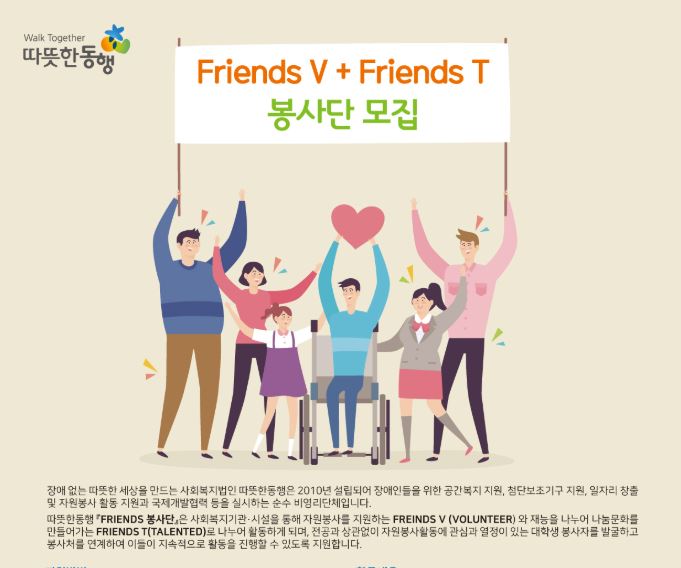 Walk Together
따뜻한동행
Friends V + Friends T
봉사단 모집
장애 없는 따뜻한 세상을 만드는 사회복지법인 따뜻한동행은 2010년 설립되어 장애인들을 위한 공간복지 지원, 첨단보조기구 지원, 일자리 창출
및 자원봉사 활동 지원과 국제개발협력 등을 실시하는 순수 비영리단체입니다.
따뜻한동행 『FRIENDS 봉사단』은 사회복지기관·시설을 통해 자원봉사를 지원하는 FREINDS V (VOLUNTEER) 와 재능을 나누어 나눔문화를
만들어가는 FRIENDS T(TALENTED)로 나누어 활동하게 되며, 전공과 상관없이 자원봉사활동에 관심과 열정이 있는 대학생 봉사자를 발굴하고
봉사처를 연계하여 이들이 지속적으로 활동을 진행할 수 있도록 지원합니다.